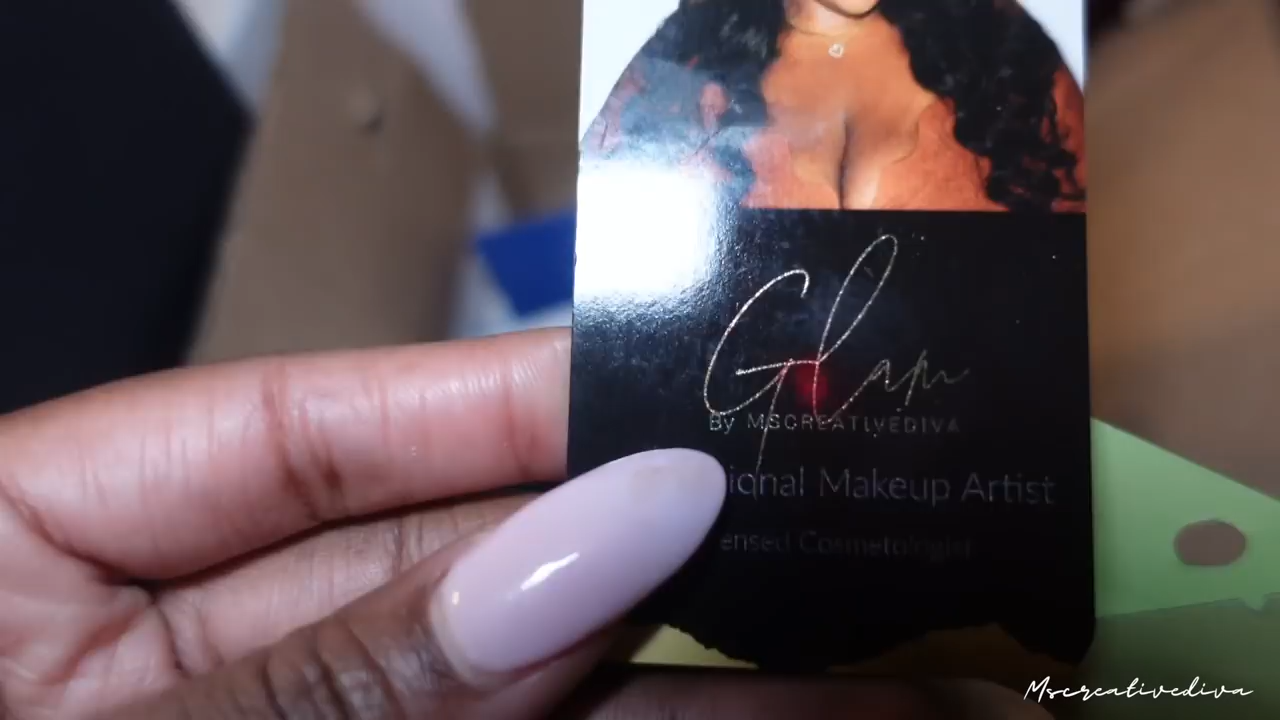 Glam
By MSCREATIVEDIVA
ional Makeup Artist
ensed Cosmetologist
Mscreativediva